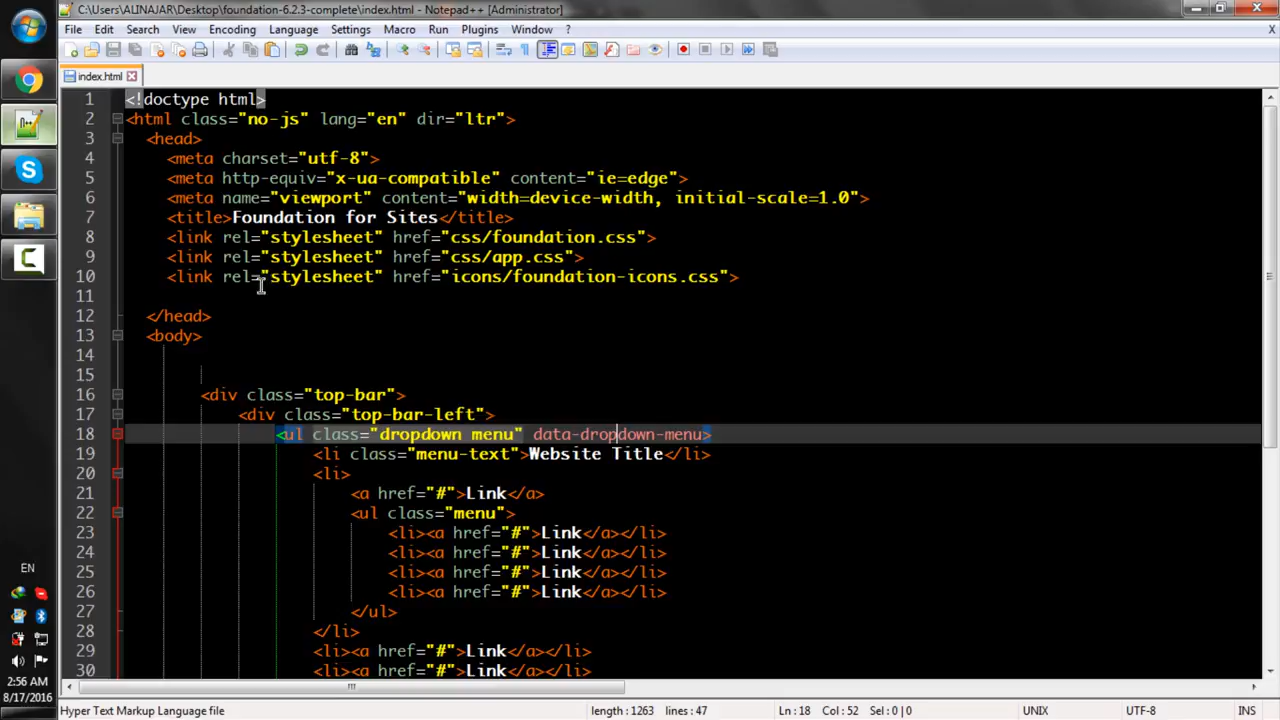 C:\Users\ALINAJAR\Desktop\foundation-6.2.3-complete\index.html - Notepad++ [Administrator]
File Edit Search View Encoding Language Settings Macro Run Plugins Window ? X
index.html
1 <!doctype html>
2 <html class="no-js" lang="en" dir="ltr">
3 <head>
4 <meta charset="utf-8">
5 <meta http-equiv="x-ua-compatible" content="ie=edge">
6 <meta name="viewport" content="width=device-width, initial-scale=1.0">
7 <title>Foundation for Sites</title>
8 <link rel="stylesheet" href="css/foundation.css">
9 <link rel="stylesheet" href="css/app.css">
10 <link rel="stylesheet" href="icons/foundation-icons.css">
11
12 </head>
13 <body>
14
15
16 <div class="top-bar">
17 <div class="top-bar-left">
18 <ul class="dropdown menu" data-dropdown-menu>
19 <li class="menu-text">Website Title</li>
20 <li>
21 <a href="#">Link</a>
22 <ul class="menu">
23 <li><a href="#">Link</a></li>
24 <li><a href="#">Link</a></li>
25 <li><a href="#">Link</a></li>
26 <li><a href="#">Link</a></li>
27 </ul>
28 </li>
29 <li><a href="#">Link</a></li>
30 <li><a href="#">Link</a></li>
EN
2:56 AM
8/17/2016
Hyper Text Markup Language file length : 1263 lines : 47 Ln : 18 Col : 52 Sel : 0 | 0 UNIX UTF-8 INS